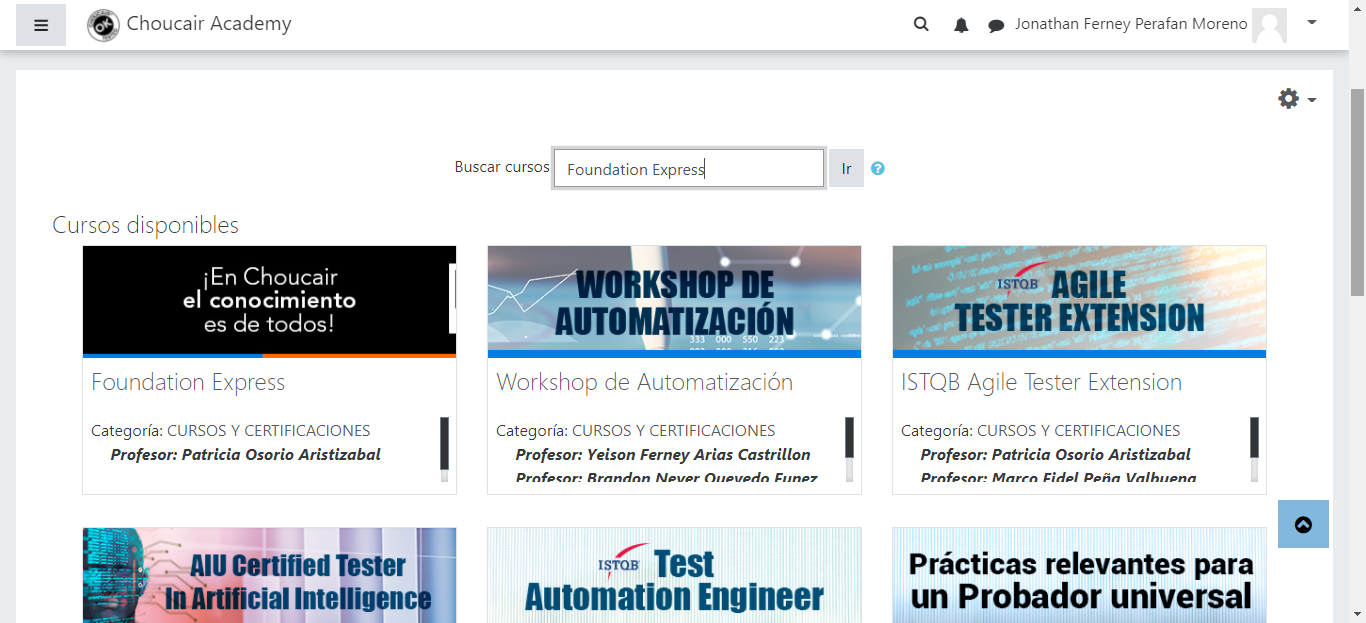 Choucair Academy
Jonathan Ferney Perafan Moreno
Buscar cursos
Foundation Express
Ir
Cursos disponibles
¡En Choucair
el conocimiento
es de todos!
Foundation Express
Categoría: CURSOS Y CERTIFICACIONES
Profesor: Patricia Osorio Aristizabal
WORKSHOP DE
AUTOMATIZACIÓN
333 000 550 223
Workshop de Automatización
Categoría: CURSOS Y CERTIFICACIONES
Profesor: Yeison Ferney Arias Castrillon
Profesor: Brandon Never Quevedo Funez
ISTQB AGILE
TESTER EXTENSION
ISTQB Agile Tester Extension
Categoría: CURSOS Y CERTIFICACIONES
Profesor: Patricia Osorio Aristizabal
Profesor: Marco Fidel Peña Valbuena
AIU Certified Tester
In Artificial Intelligence
ISTQB Test
Automation Engineer
Prácticas relevantes para
un Probador universal